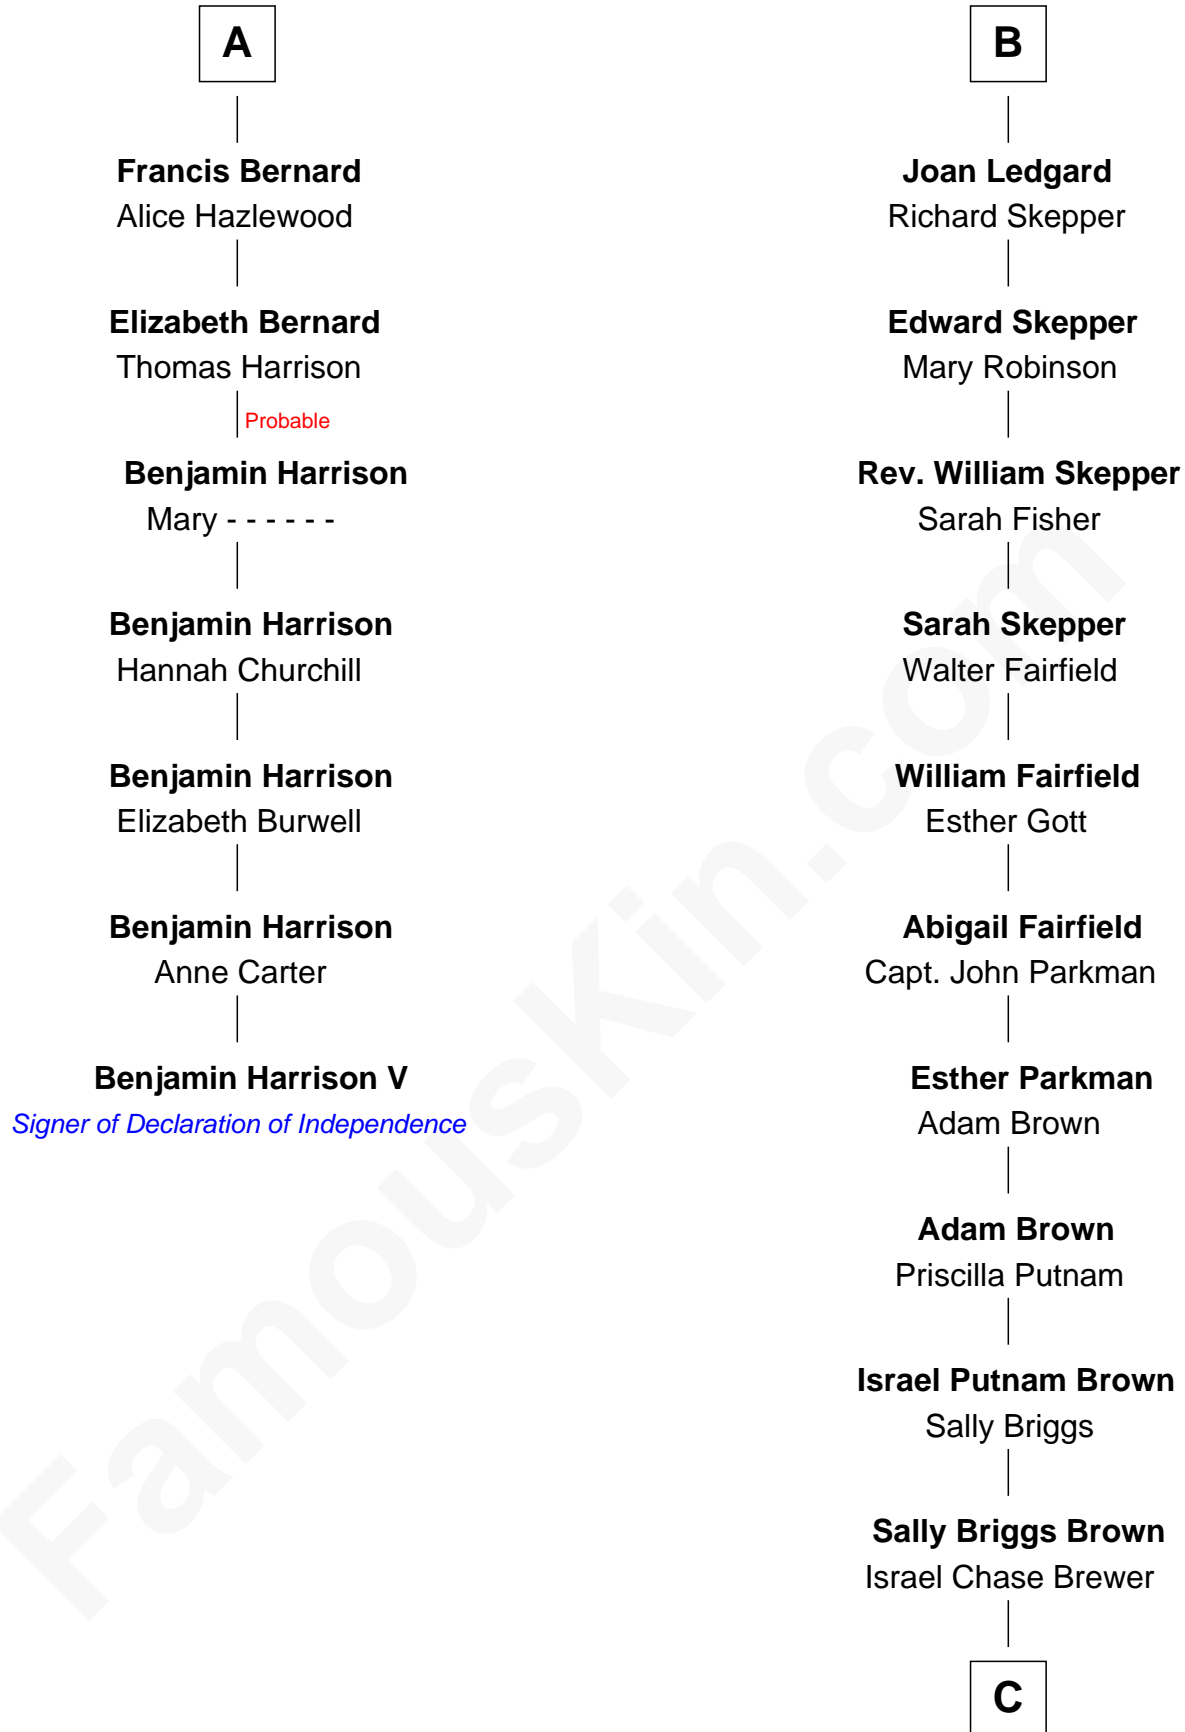 A
Francis Bernard
Alice Hazlewood
Elizabeth Bernard
Thomas Harrison
Probable
Benjamin Harrison
Mary - - - - - -
Benjamin Harrison
Hannah Churchill
Benjamin Harrison
Elizabeth Burwell
Benjamin Harrison
Anne Carter
Benjamin Harrison V
Signer of Declaration of Independence
B
Joan Ledgard
Richard Skepper
Edward Skepper
Mary Robinson
Rev. William Skepper
Sarah Fisher
Sarah Skepper
Walter Fairfield
William Fairfield
Esther Gott
Abigail Fairfield
Capt. John Parkman
Esther Parkman
Adam Brown
Adam Brown
Priscilla Putnam
Israel Putnam Brown
Sally Briggs
Sally Briggs Brown
Israel Chase Brewer
C
FamousKin.com